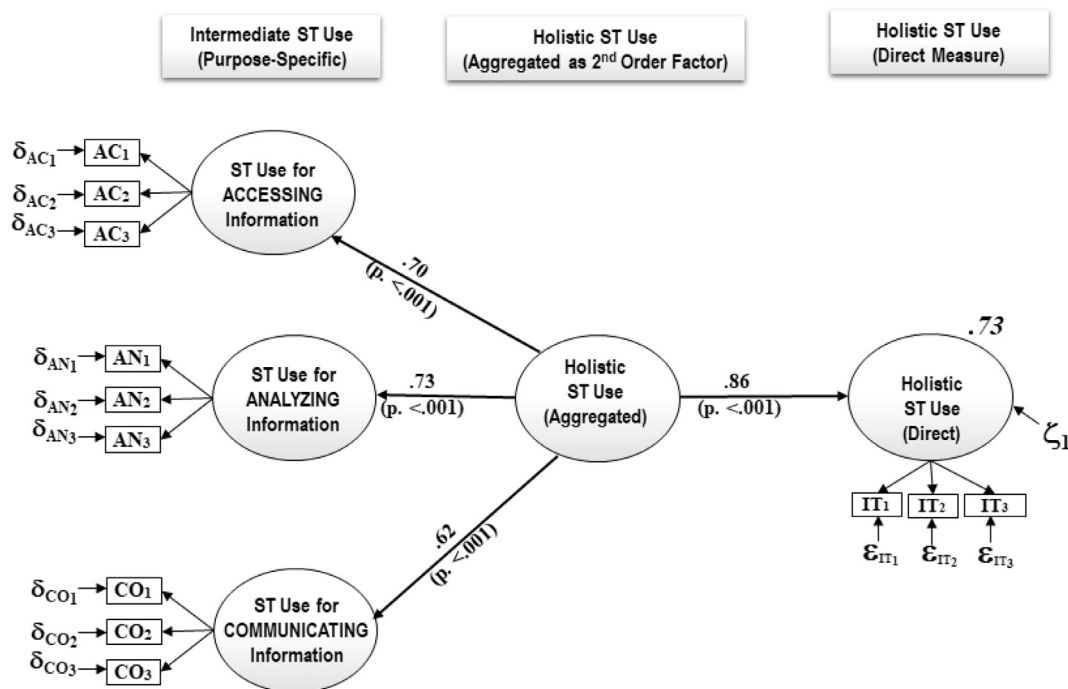 Intermediate ST Use
(Purpose-Specific)
Holistic ST Use
(Aggregated as 2nd Order Factor)
Holistic ST Use
(Direct Measure)
δAC1
AC1
δAC2
AC2
δAC3
AC3
ST Use for
ACCESSING
Information
.70
(p. <.001)
δAN1
AN1
δAN2
AN2
δAN3
AN3
ST Use for
ANALYZING
Information
.73
(p. <.001)
Holistic
ST Use
(Aggregated)
.86
(p. <.001)
.73
Holistic
ST Use
(Direct)
ζ1
IT1
IT2
IT3
εIT1
εIT2
εIT3
.62
(p. <.001)
δCO1
CO1
δCO2
CO2
δCO3
CO3
ST Use for
COMMUNICATING
Information